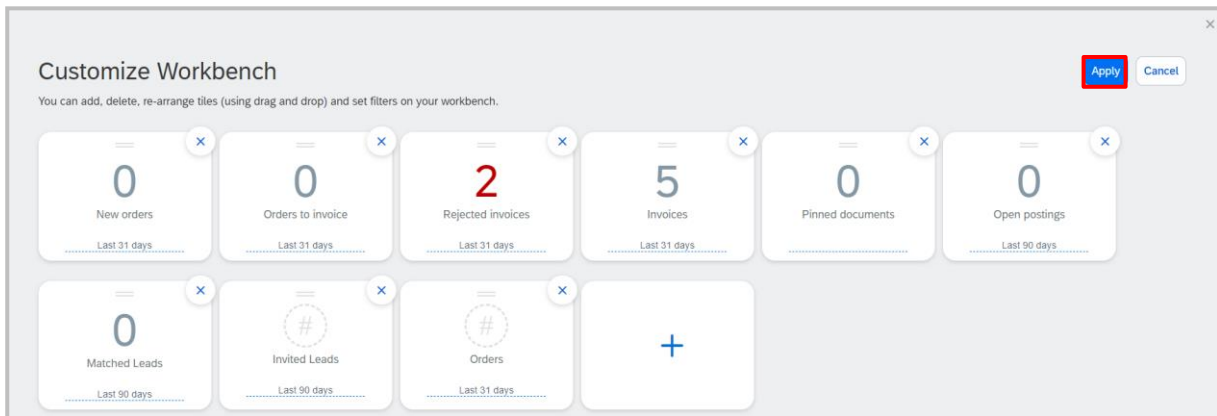 Customize Workbench
Apply
Cancel
You can add, delete, re-arrange tiles (using drag and drop) and set filters on your workbench.
0
New orders
Last 31 days
0
Orders to invoice
Last 31 days
2
Rejected invoices
Last 31 days
5
Invoices
Last 31 days
0
Pinned documents
0
Open postings
Last 90 days
0
Matched Leads
Last 90 days
#
Invited Leads
Last 90 days
#
Orders
Last 31 days